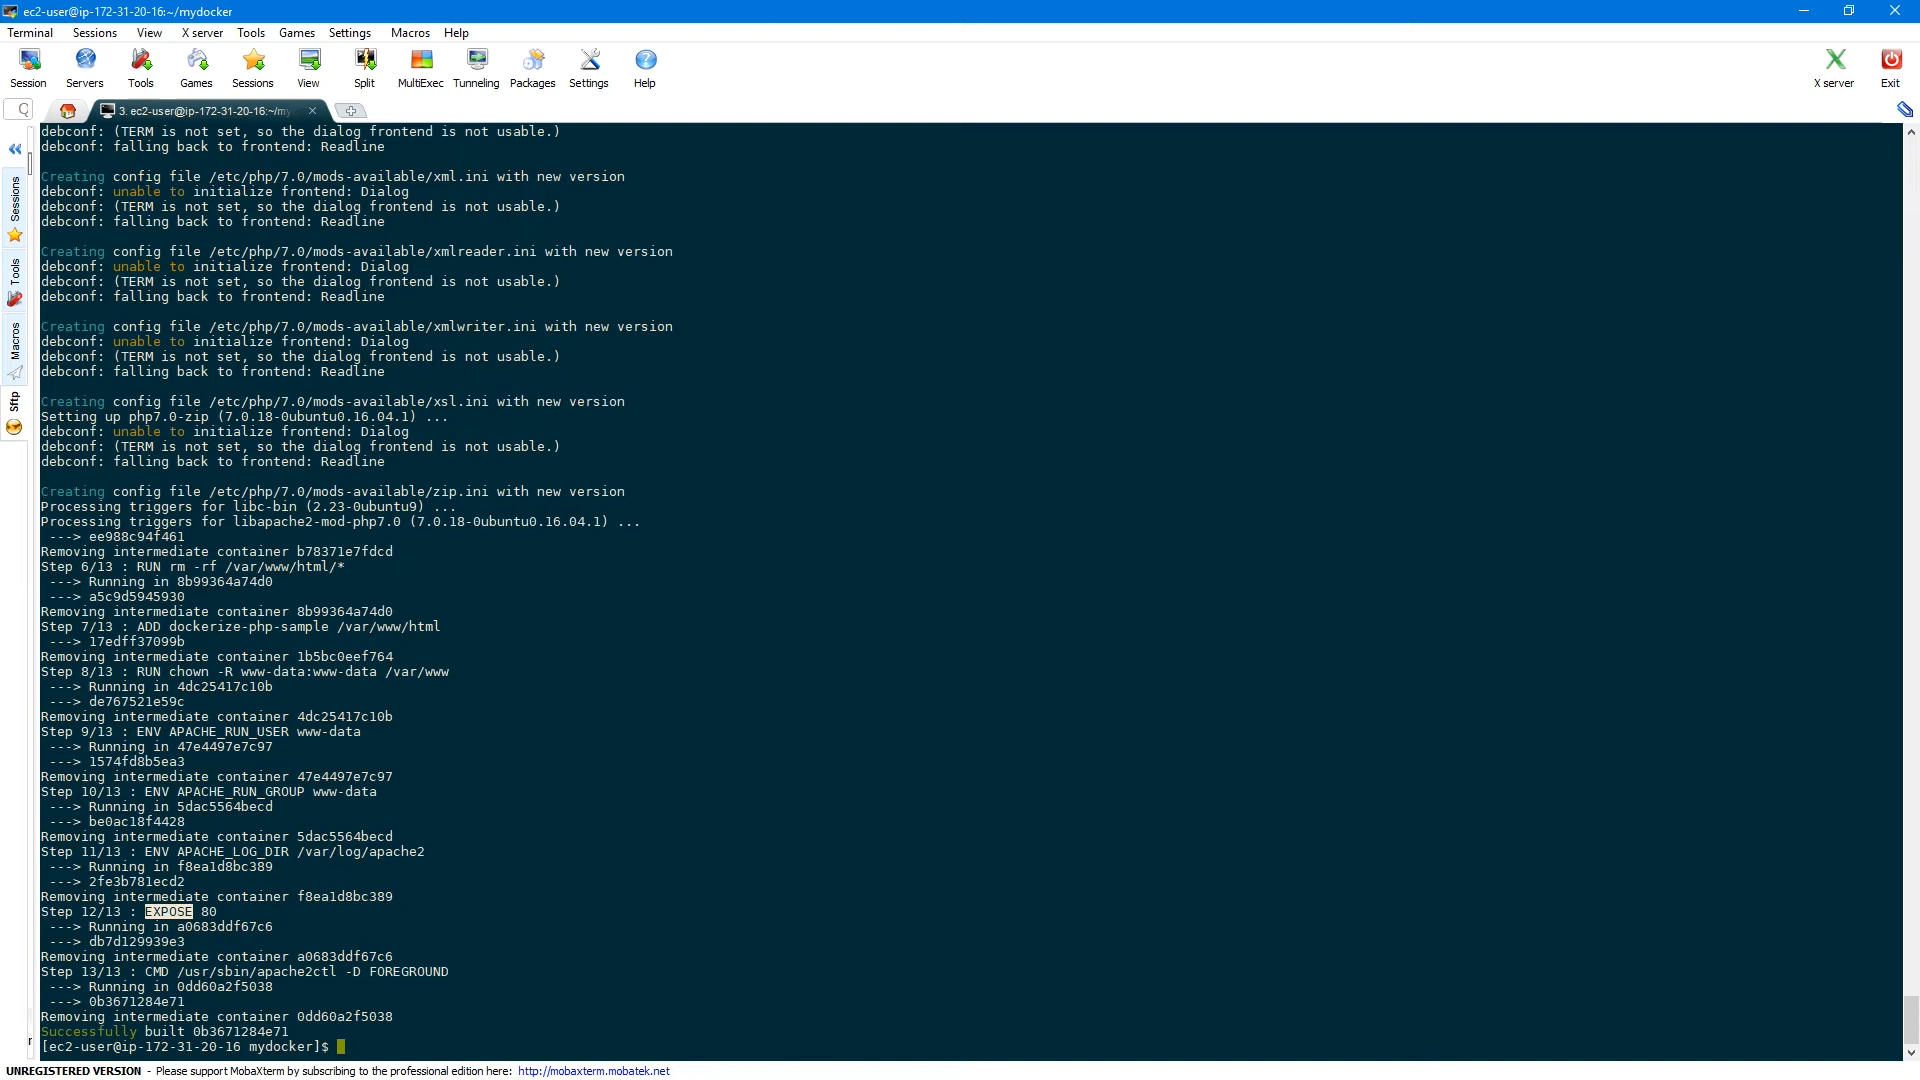 ec2-user@ip-172-31-20-16:~/mydocker
Terminal Sessions View X server Tools Games Settings Macros Help
Session Servers Tools Games Sessions View Split MultiExec Tunneling Packages Settings Help X server Exit
3. ec2-user@ip-172-31-20-16:~/my
Sessions
Tools
Macros
Sftp
debconf: (TERM is not set, so the dialog frontend is not usable.)
debconf: falling back to frontend: Readline
Creating config file /etc/php/7.0/mods-available/xml.ini with new version
debconf: unable to initialize frontend: Dialog
debconf: (TERM is not set, so the dialog frontend is not usable.)
debconf: falling back to frontend: Readline
Creating config file /etc/php/7.0/mods-available/xmlreader.ini with new version
debconf: unable to initialize frontend: Dialog
debconf: (TERM is not set, so the dialog frontend is not usable.)
debconf: falling back to frontend: Readline
Creating config file /etc/php/7.0/mods-available/xmlwriter.ini with new version
debconf: unable to initialize frontend: Dialog
debconf: (TERM is not set, so the dialog frontend is not usable.)
debconf: falling back to frontend: Readline
Creating config file /etc/php/7.0/mods-available/xsl.ini with new version
Setting up php7.0-zip (7.0.18-0ubuntu0.16.04.1) ...
debconf: unable to initialize frontend: Dialog
debconf: (TERM is not set, so the dialog frontend is not usable.)
debconf: falling back to frontend: Readline
Creating config file /etc/php/7.0/mods-available/zip.ini with new version
Processing triggers for libc-bin (2.23-0ubuntu9) ...
Processing triggers for libapache2-mod-php7.0 (7.0.18-0ubuntu0.16.04.1) ...
---> ee988c94f461
Removing intermediate container b78371e7fdcd
Step 6/13 : RUN rm -rf /var/www/html/*
---> Running in 8b99364a74d0
---> a5c9d5945930
Removing intermediate container 8b99364a74d0
Step 7/13 : ADD dockerize-php-sample /var/www/html
---> 17edff37099b
Removing intermediate container 1b5bc0eef764
Step 8/13 : RUN chown -R www-data:www-data /var/www
---> Running in 4dc25417c10b
---> de767521e59c
Removing intermediate container 4dc25417c10b
Step 9/13 : ENV APACHE_RUN_USER www-data
---> Running in 47e4497e7c97
---> 1574fd8b5ea3
Removing intermediate container 47e4497e7c97
Step 10/13 : ENV APACHE_RUN_GROUP www-data
---> Running in 5dac5564becd
---> be0ac18f4428
Removing intermediate container 5dac5564becd
Step 11/13 : ENV APACHE_LOG_DIR /var/log/apache2
---> Running in f8ea1d8bc389
---> 2fe3b781ecd2
Removing intermediate container f8ea1d8bc389
Step 12/13 : EXPOSE 80
---> Running in a0683ddf67c6
---> db7d129939e3
Removing intermediate container a0683ddf67c6
Step 13/13 : CMD /usr/sbin/apache2ctl -D FOREGROUND
---> Running in 0dd60a2f5038
---> 0b3671284e71
Removing intermediate container 0dd60a2f5038
Successfully built 0b3671284e71
[ec2-user@ip-172-31-20-16 mydocker]$
UNREGISTERED VERSION - Please support MobaXterm by subscribing to the professional edition here: http://mobaxterm.mobatek.net